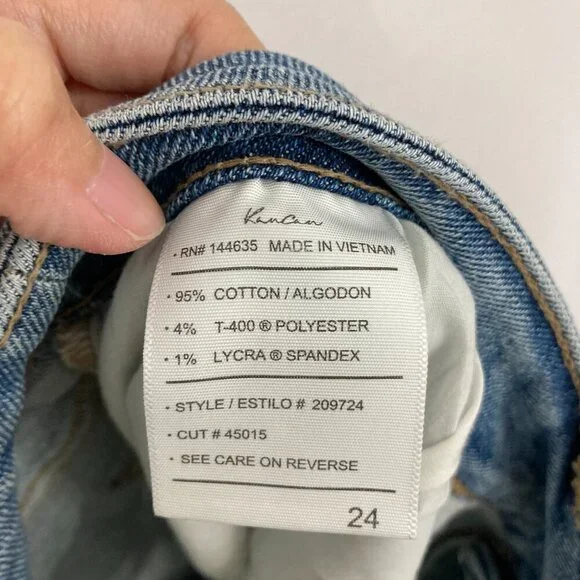 KanCan
• RN# 144635 MADE IN VIETNAM
• 95% COTTON / ALGODON
• 4% T-400 ® POLYESTER
• 1% LYCRA ® SPANDEX
• STYLE / ESTILO # 209724
• CUT # 45015
• SEE CARE ON REVERSE
24